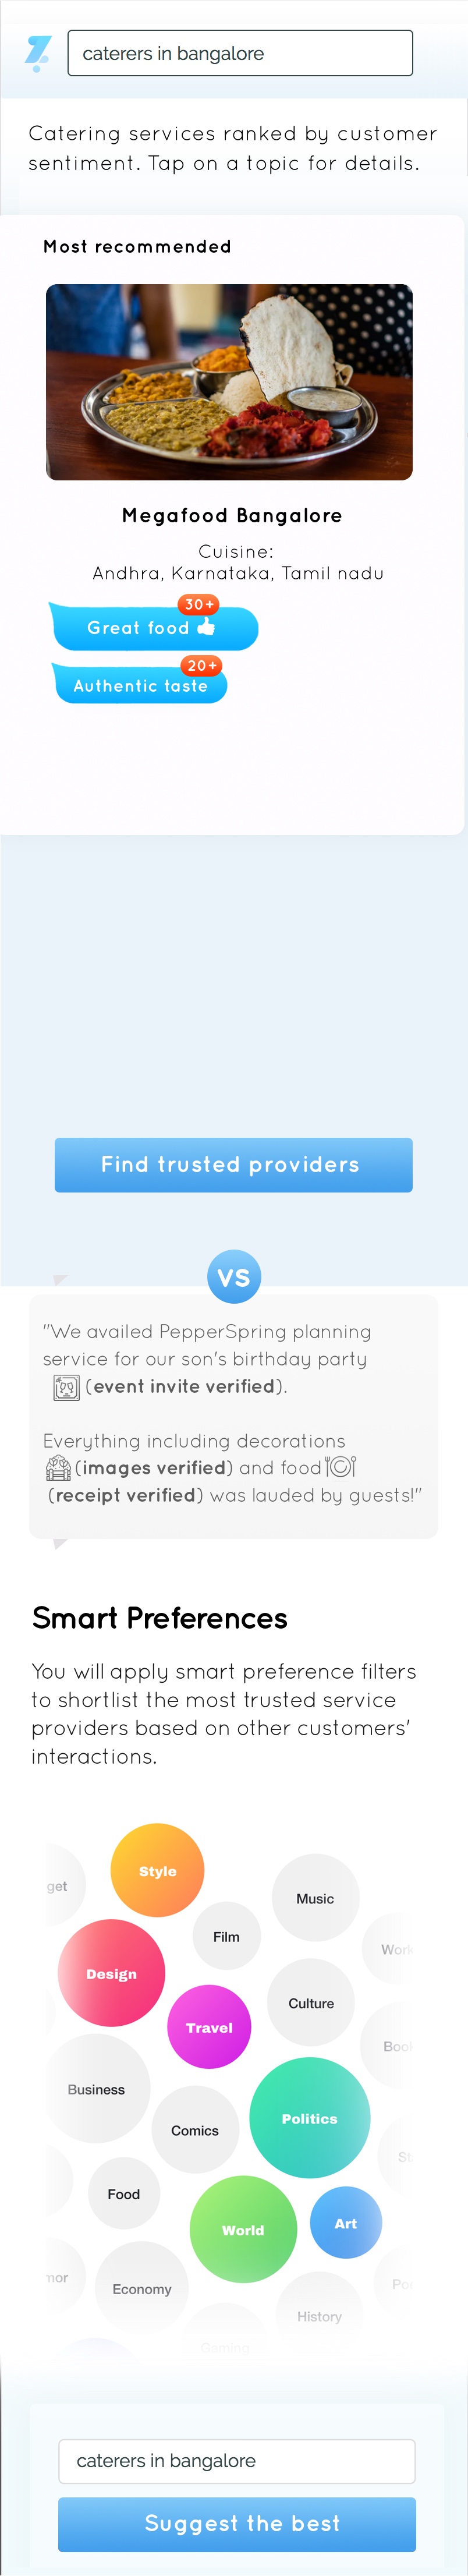 caterers in bangalore
Catering services ranked by customer
sentiment. Tap on a topic for details.
Most recommended
Megafood Bangalore
Cuisine:
Andhra, Karnataka, Tamil nadu
30+
Great food
20+
Authentic taste
Find trusted providers
VS
"We availed PepperSpring planning
service for our son's birthday party
(event invite verified).
Everything including decorations
(images verified) and food
(receipt verified) was lauded by guests!"
Smart Preferences
You will apply smart preference filters
to shortlist the most trusted service
providers based on other customers'
interactions.
Style
get
Music
Film
Work
Design
Culture
Travel
Book
Business
Politics
Comics
St
Food
Art
World
mor
Economy
Po
History
Gaming
caterers in bangalore
Suggest the best